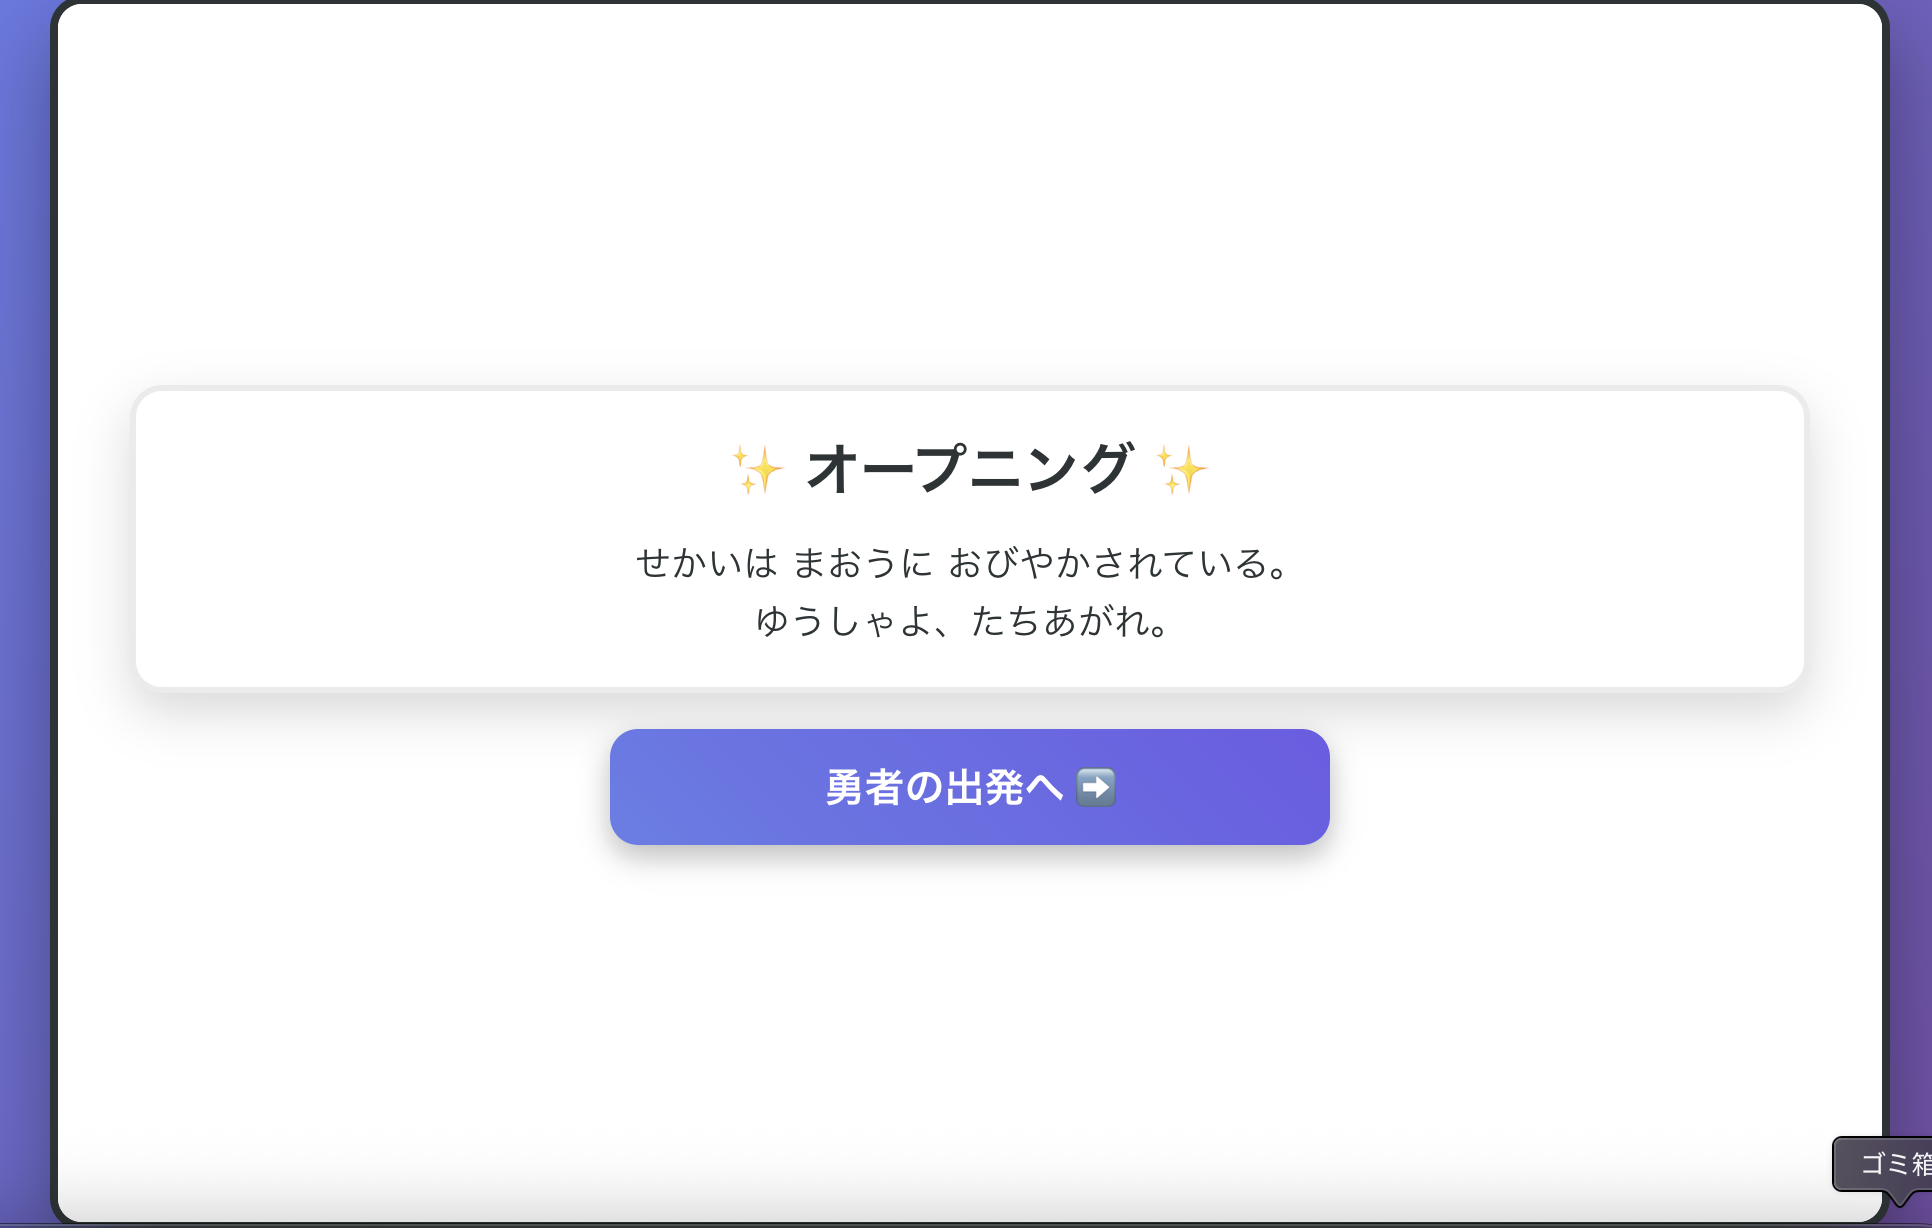 ✨ オープニング ✨
せかいは まおうに おびやかされている。
ゆうしゃよ、たちあがれ。
勇者の出発へ ➡️
ゴミ箱